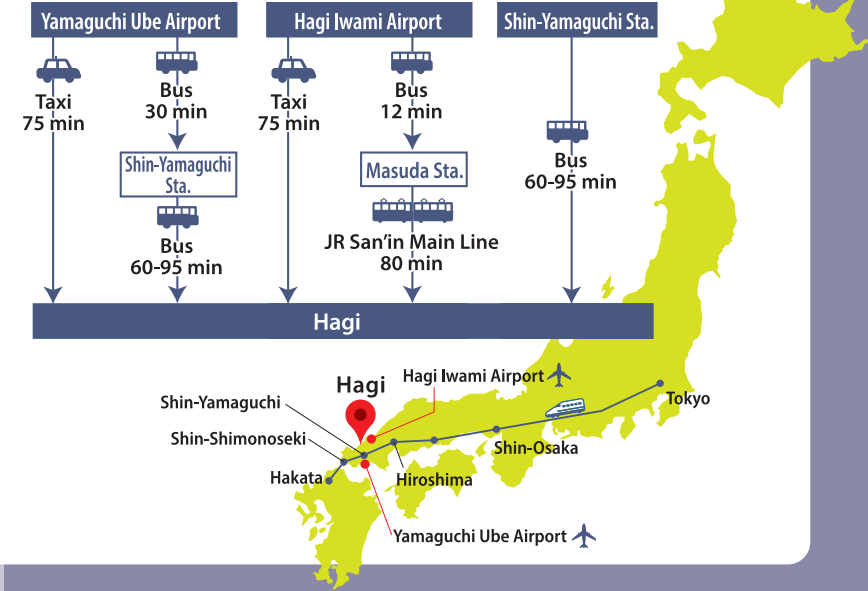 Yamaguchi Ube Airport
Hagi Iwami Airport
Shin-Yamaguchi Sta.
Taxi
75 min
Bus
30 min
Shin-Yamaguchi
Sta.
Bus
60-95 min
Taxi
75 min
Bus
12 min
Masuda Sta.
JR San’in Main Line
80 min
Bus
60-95 min
Hagi
Hagi
Hagi Iwami Airport
Tokyo
Shin-Yamaguchi
Shin-Shimonoseki
Shin-Osaka
Hakata
Hiroshima
Yamaguchi Ube Airport